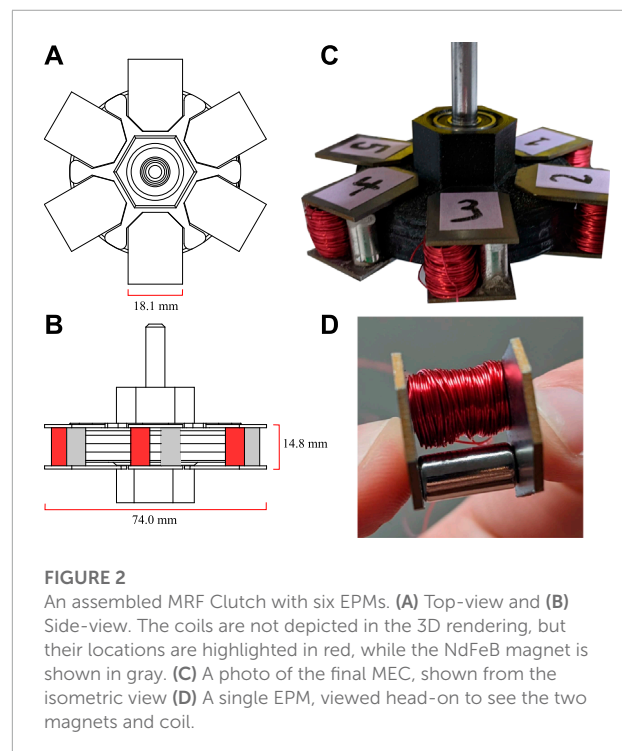 A
C
5
1
4
3
2
18.1 mm
B
D
14.8 mm
74.0 mm
FIGURE 2
An assembled MRF Clutch with six EPMs. (A) Top-view and (B)
Side-view. The coils are not depicted in the 3D rendering, but
their locations are highlighted in red, while the NdFeB magnet is
shown in gray. (C) A photo of the final MEC, shown from the
isometric view (D) A single EPM, viewed head-on to see the two
magnets and coil.